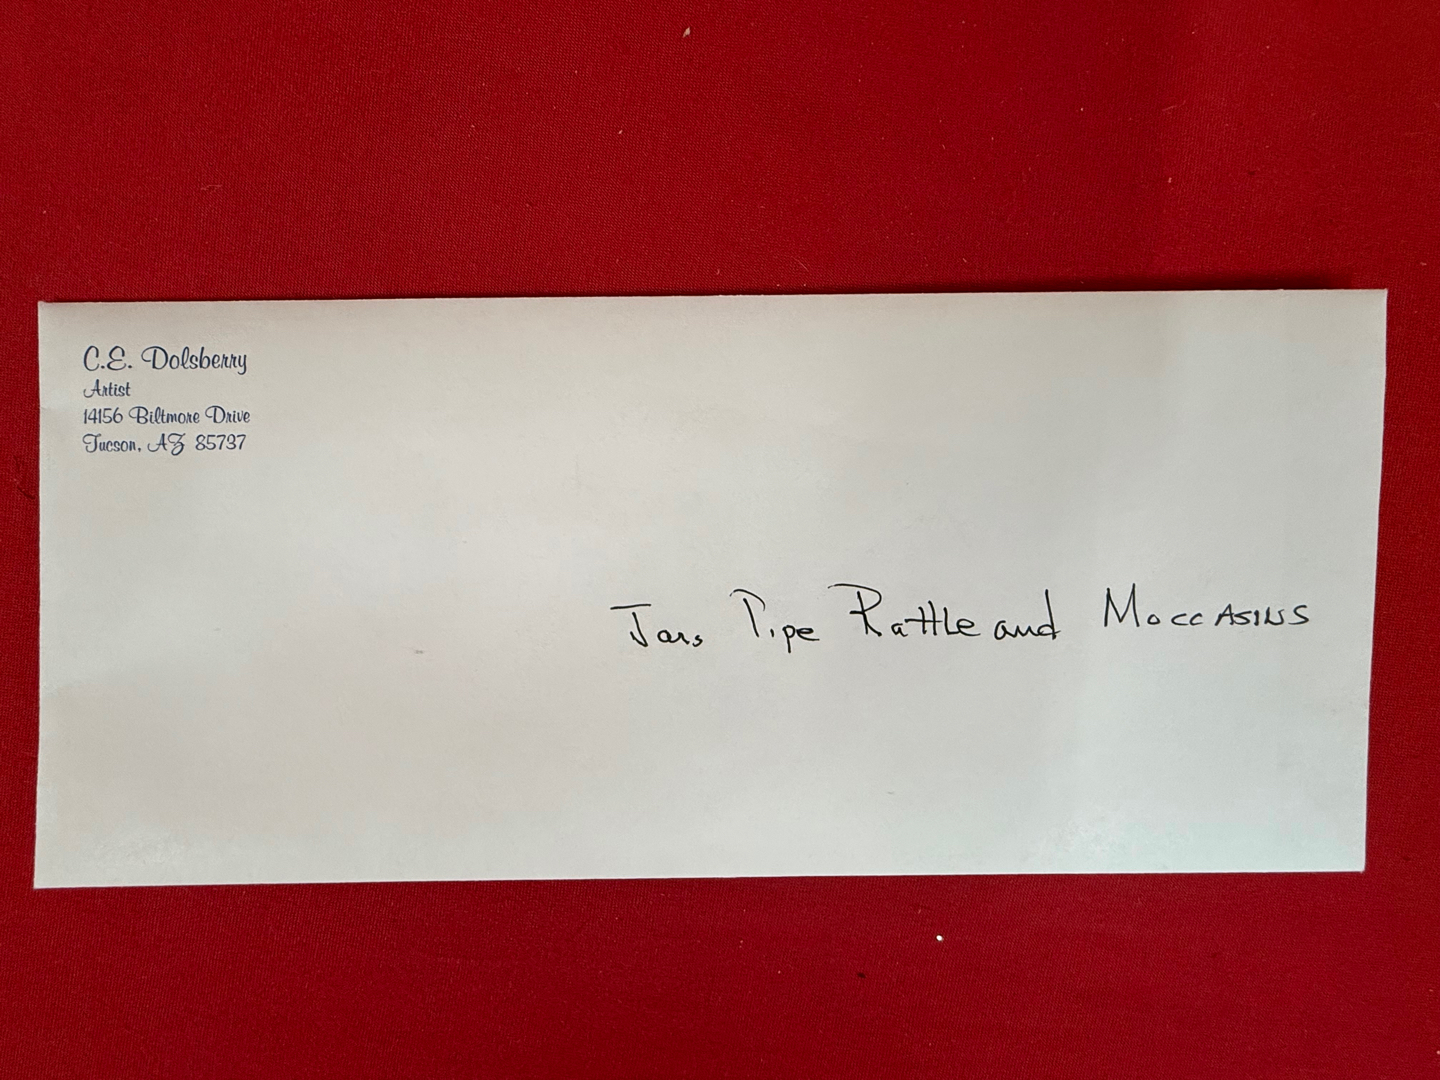 C.E. Dolsberry
Artist
14156 Biltmore Drive
Tucson, AZ 85737
Jars Pipe Rattle and Moccasins